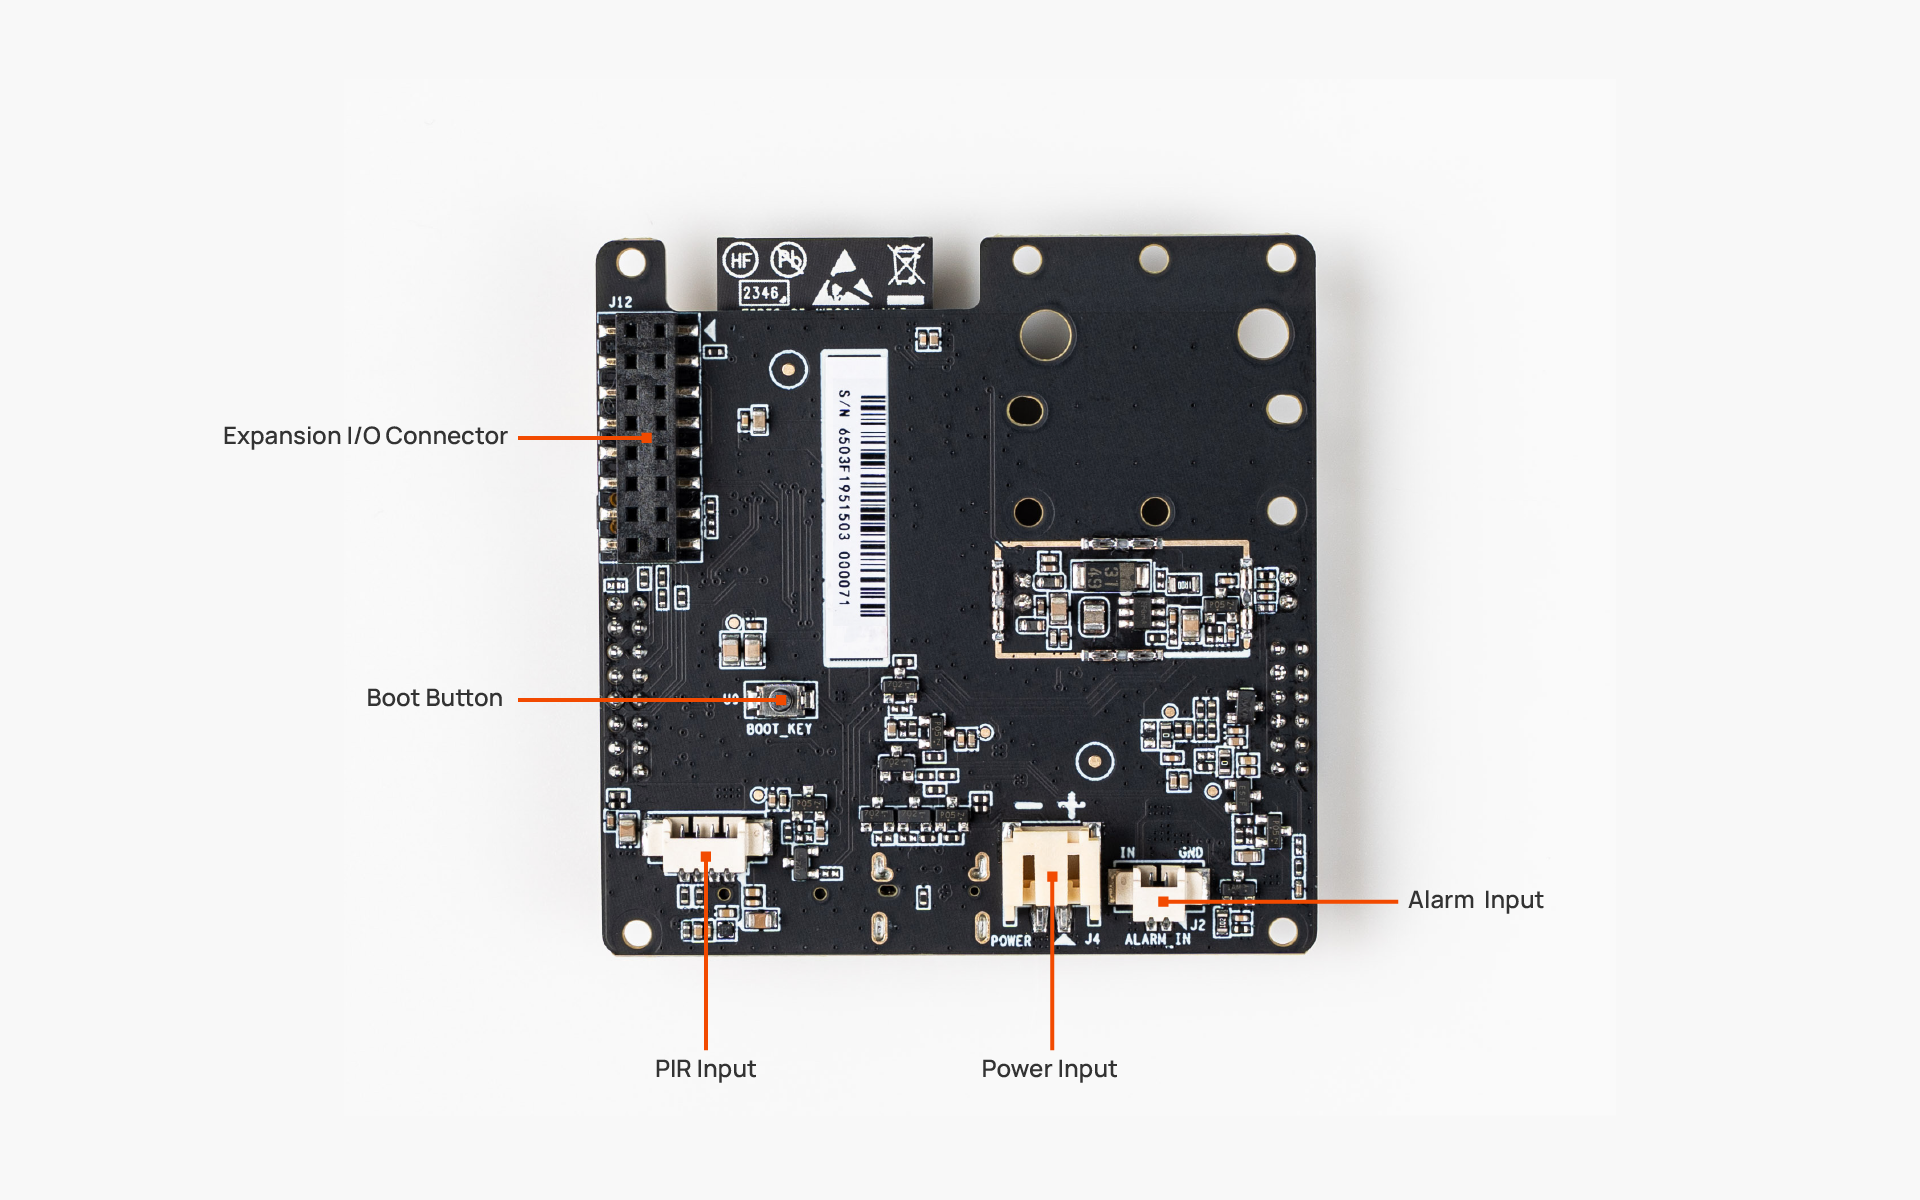 HF
Pb
2346
J12
S/N 6503F1951503 000071
Expansion I/O Connector
Boot Button
BOOT_KEY
IN GND
POWER
J4
J2
ALARM_IN
Alarm Input
PIR Input
Power Input